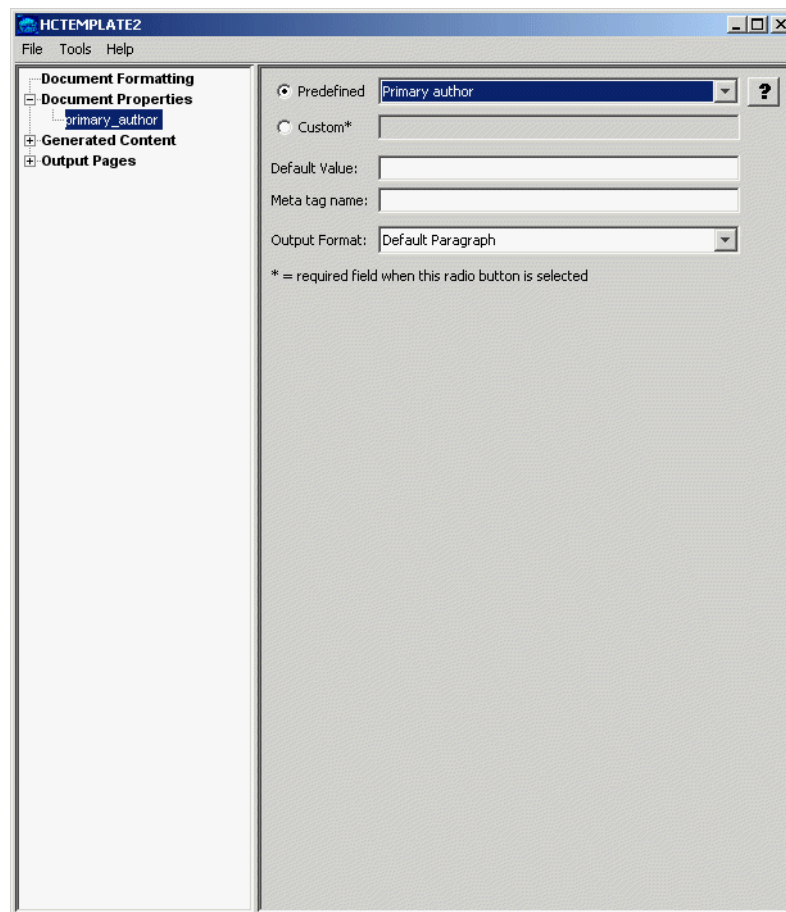 HCTEMPLATE2
File Tools Help
Document Formatting
Document Properties
primary_author
Generated Content
Output Pages
Predefined Primary author ?
Custom*
Default Value:
Meta tag name:
Output Format: Default Paragraph
* = required field when this radio button is selected